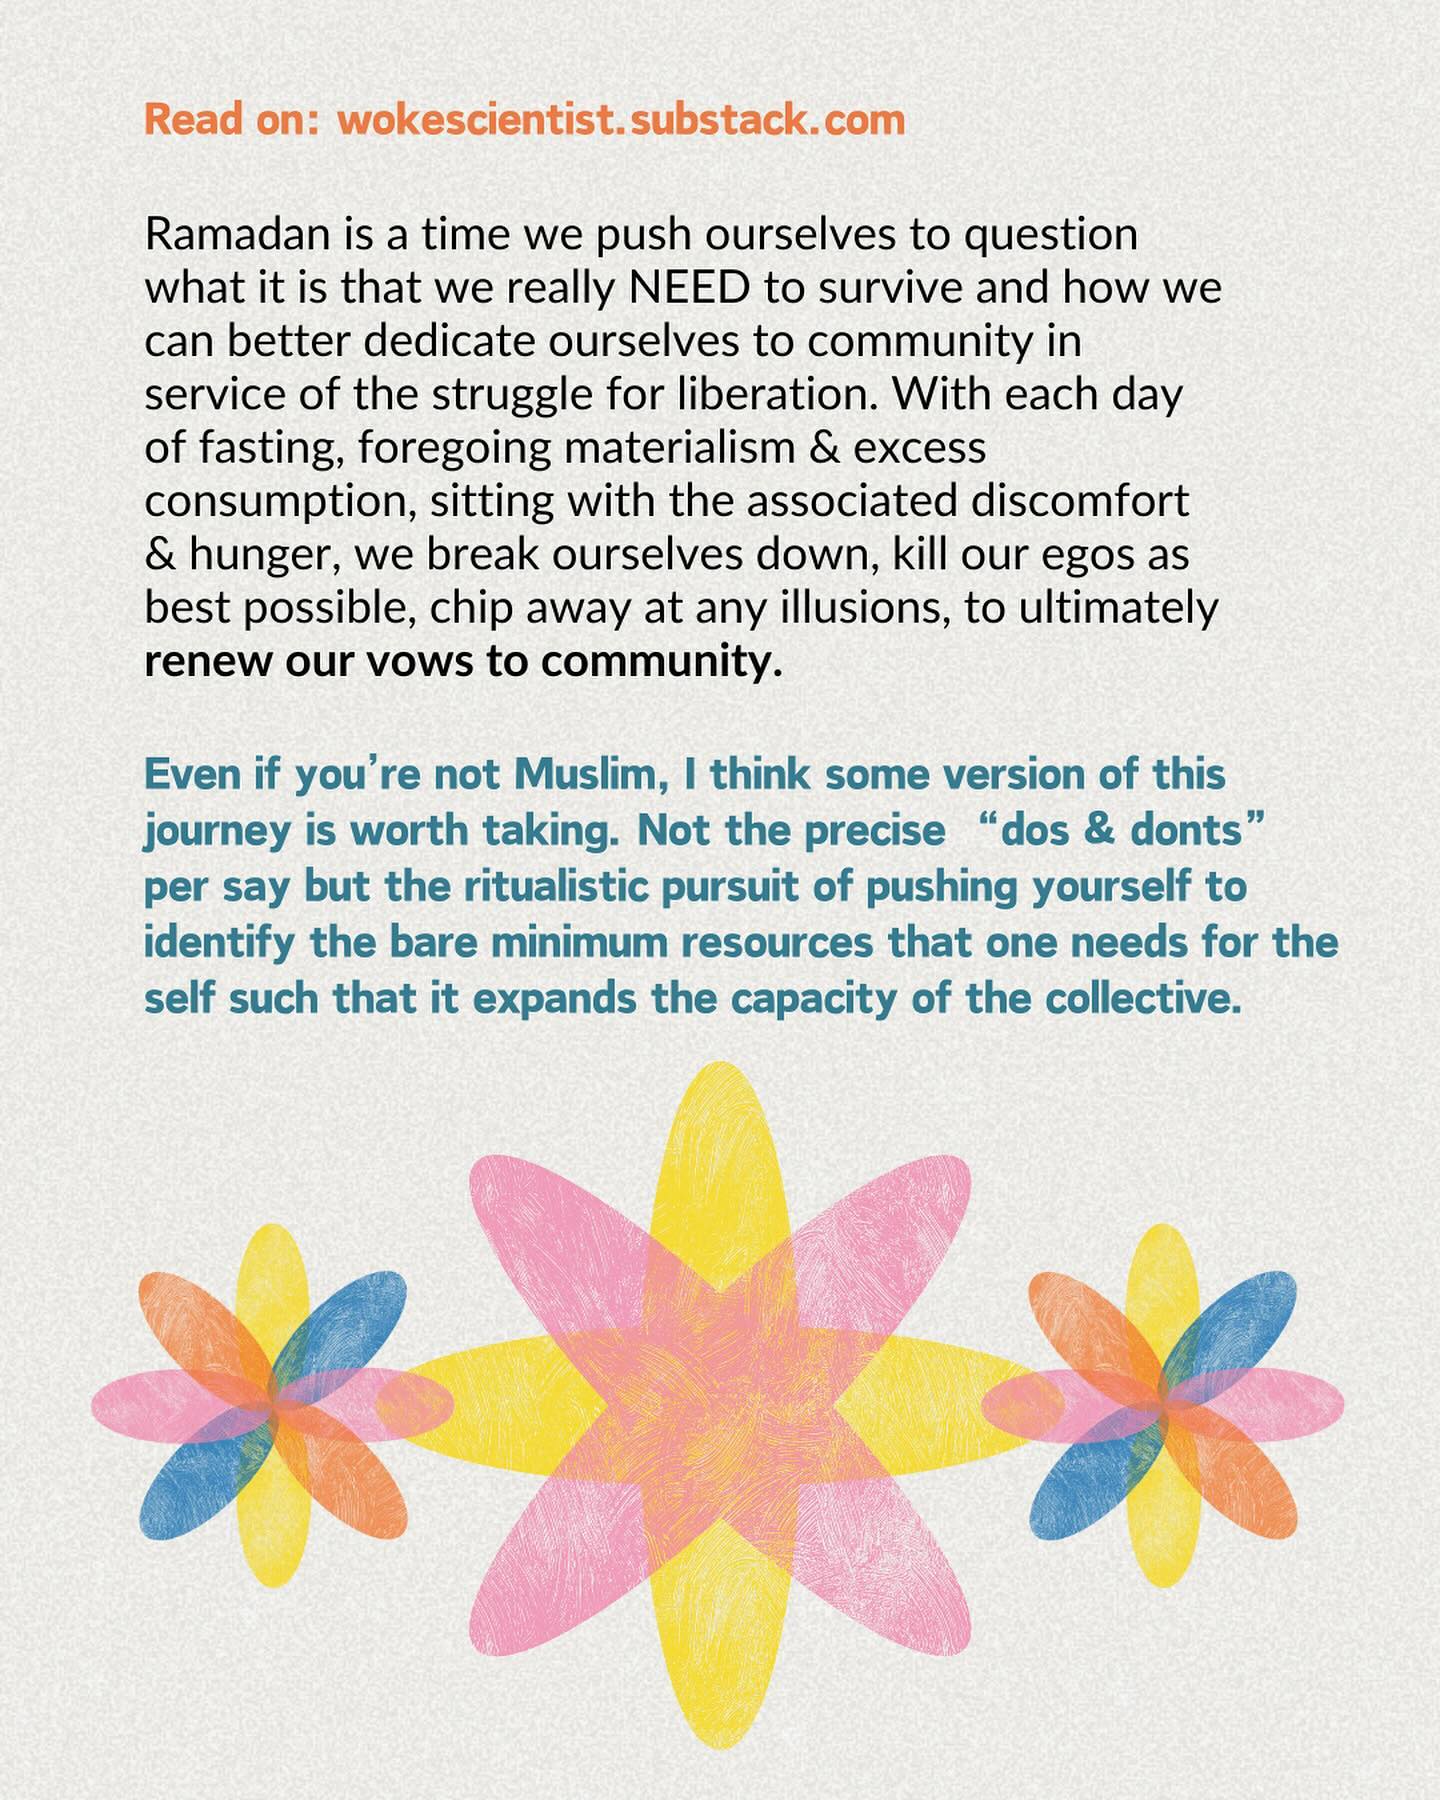 Read on: wokescientist.substack.com
Ramadan is a time we push ourselves to question
what it is that we really NEED to survive and how we
can better dedicate ourselves to community in
service of the struggle for liberation. With each day
of fasting, foregoing materialism & excess
consumption, sitting with the associated discomfort
& hunger, we break ourselves down, kill our egos as
best possible, chip away at any illusions, to ultimately
renew our vows to community.
Even if you’re not Muslim, I think some version of this
journey is worth taking. Not the precise “dos & donts”
per say but the ritualistic pursuit of pushing yourself to
identify the bare minimum resources that one needs for the
self such that it expands the capacity of the collective.